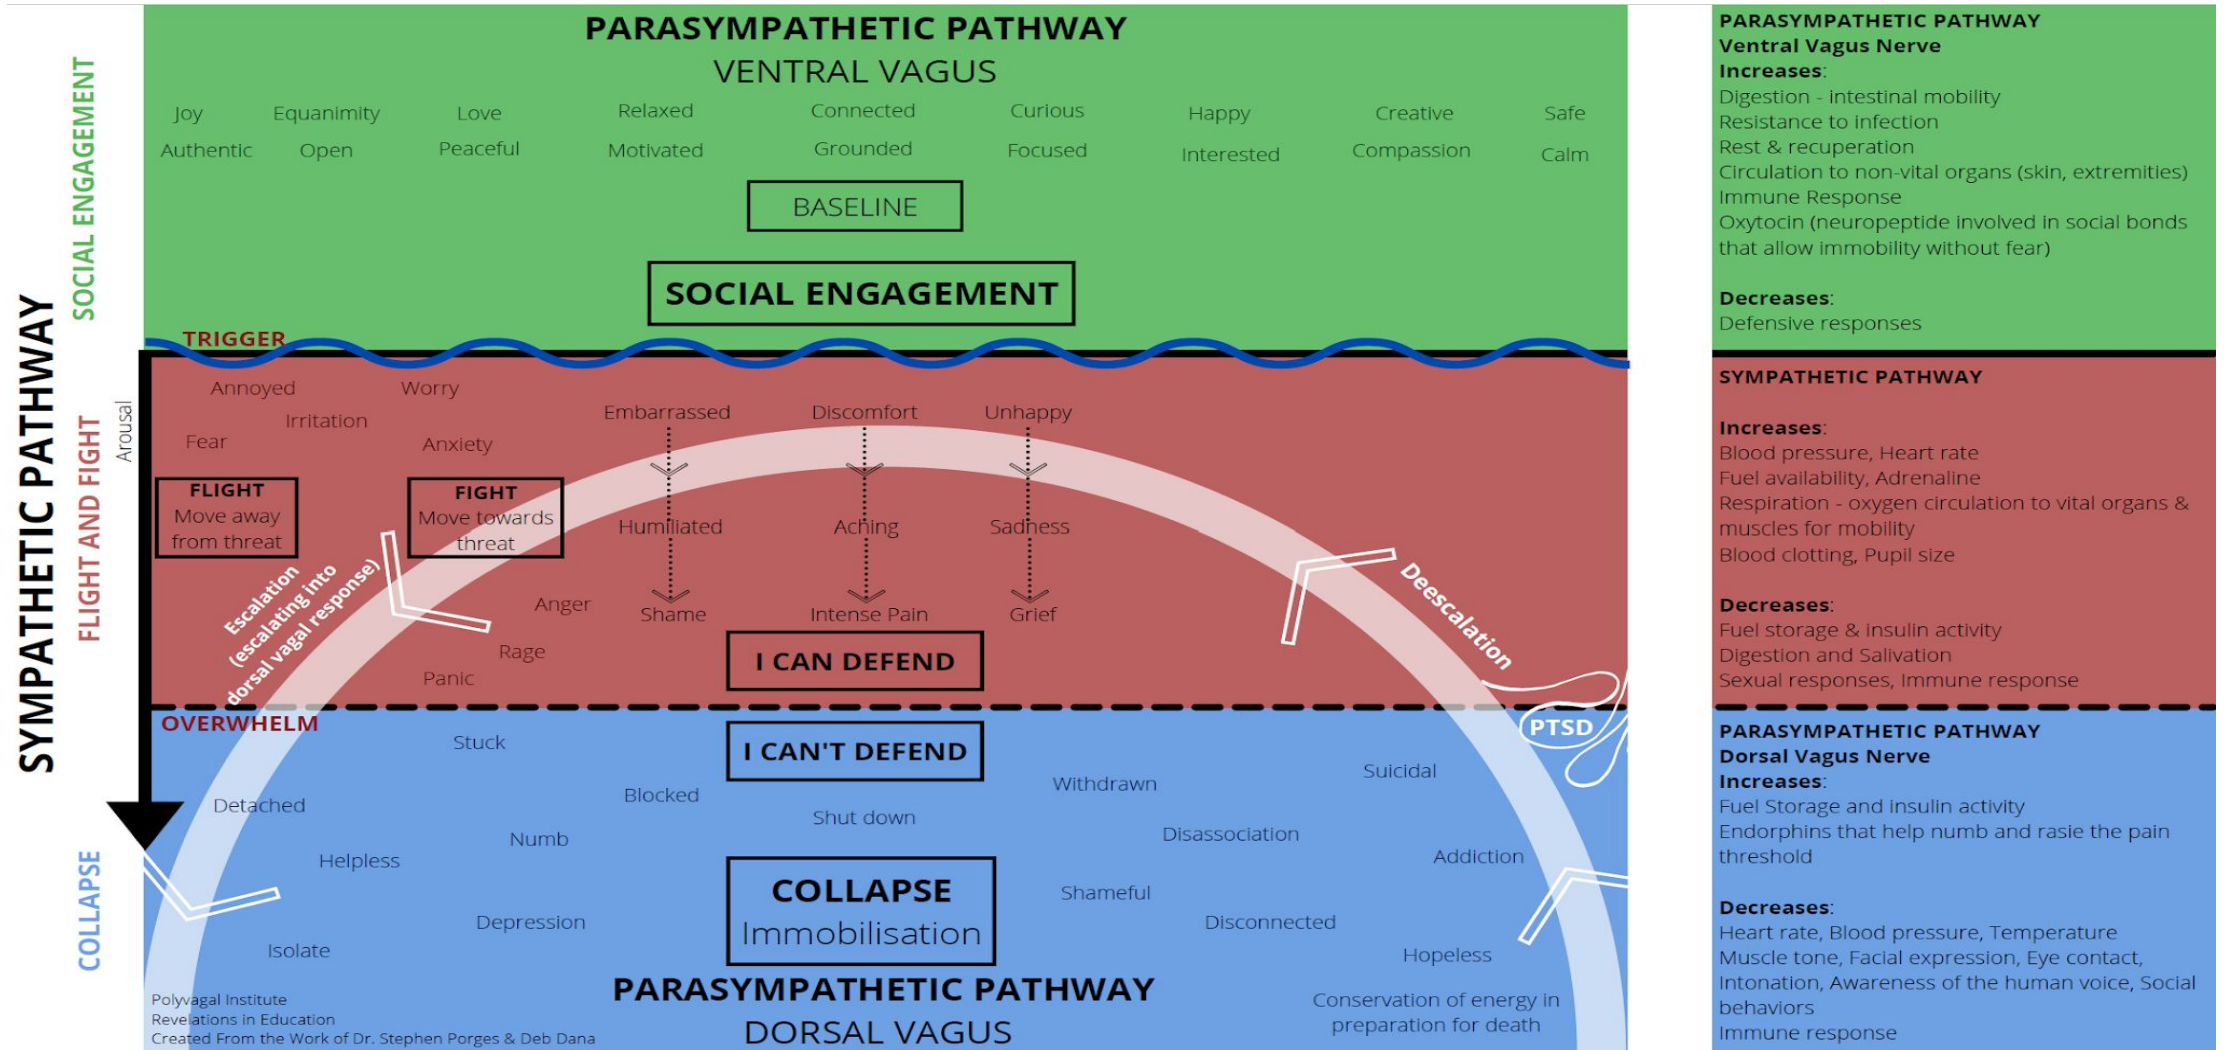 PARASYMPATHETIC PATHWAY
VENTRAL VAGUS
Joy
Equanimity
Love
Relaxed
Connected
Curious
Happy
Creative
Safe
Authentic
Open
Peaceful
Motivated
Grounded
Focused
Interested
Compassion
Calm
BASELINE
SOCIAL ENGAGEMENT
SOCIAL ENGAGEMENT
SYMPATHETIC PATHWAY
FLIGHT AND FIGHT
Arousal
COLLAPSE
TRIGGER
Annoyed
Worry
Irritation
Fear
Anxiety
Embarrassed
Discomfort
Unhappy
FLIGHT
Move away
from threat
FIGHT
Move towards
threat
Humiliated
Aching
Sadness
Escalation
(escalating into
dorsal vagal response)
Anger
Shame
Intense Pain
Grief
Rage
Panic
I CAN DEFEND
Deescalation
PTSD
OVERWHELM
I CAN'T DEFEND
Stuck
Detached
Blocked
Shut down
Withdrawn
Suicidal
Numb
Helpless
Disassociation
Addiction
COLLAPSE
Immobilisation
Shameful
Depression
Disconnected
Isolate
Hopeless
PARASYMPATHETIC PATHWAY
DORSAL VAGUS
Conservation of energy in
preparation for death
Polyvagal Institute
Revelations in Education
Created From the Work of Dr. Stephen Porges & Deb Dana
PARASYMPATHETIC PATHWAY
Ventral Vagus Nerve
Increases:
Digestion - intestinal mobility
Resistance to infection
Rest & recuperation
Circulation to non-vital organs (skin, extremities)
Immune Response
Oxytocin (neuropeptide involved in social bonds
that allow immobility without fear)
Decreases:
Defensive responses
SYMPATHETIC PATHWAY
Increases:
Blood pressure, Heart rate
Fuel availability, Adrenaline
Respiration - oxygen circulation to vital organs &
muscles for mobility
Blood clotting, Pupil size
Decreases:
Fuel storage & insulin activity
Digestion and Salivation
Sexual responses, Immune response
PARASYMPATHETIC PATHWAY
Dorsal Vagus Nerve
Increases:
Fuel Storage and insulin activity
Endorphins that help numb and rasie the pain
threshold
Decreases:
Heart rate, Blood pressure, Temperature
Muscle tone, Facial expression, Eye contact,
Intonation, Awareness of the human voice, Social
behaviors
Immune response